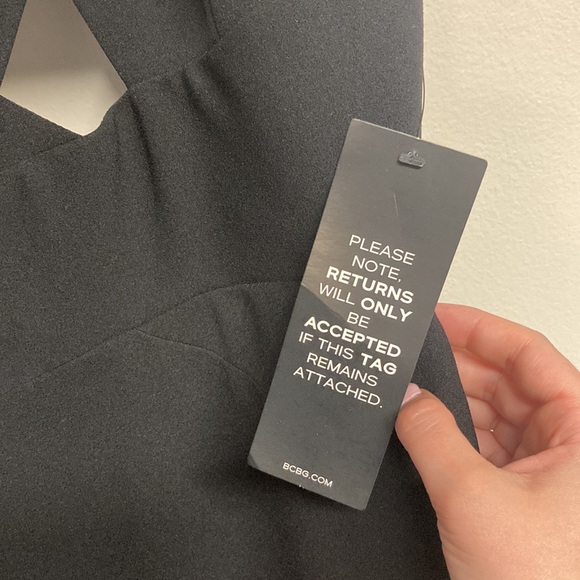 PLEASE
NOTE,
RETURNS
WILL ONLY
BE
ACCEPTED
IF THIS TAG
REMAINS
ATTACHED.
BCBG.COM